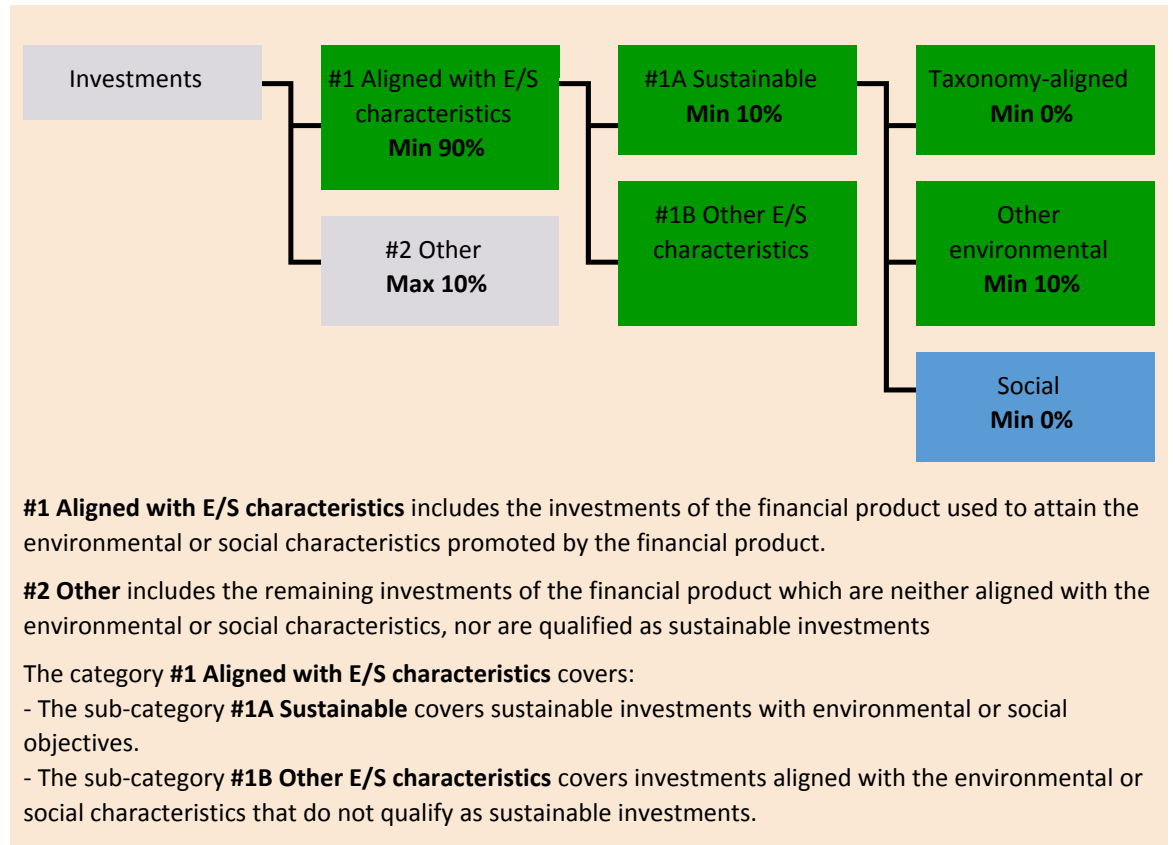 Investments
#1 Aligned with E/S
characteristics
Min 90%
#2 Other
Max 10%
#1A Sustainable
Min 10%
#1B Other E/S
characteristics
Taxonomy-aligned
Min 0%
Other
environmental
Min 10%
Social
Min 0%
#1 Aligned with E/S characteristics includes the investments of the financial product used to attain the
environmental or social characteristics promoted by the financial product.
#2 Other includes the remaining investments of the financial product which are neither aligned with the
environmental or social characteristics, nor are qualified as sustainable investments
The category #1 Aligned with E/S characteristics covers:
- The sub-category #1A Sustainable covers sustainable investments with environmental or social
objectives.
- The sub-category #1B Other E/S characteristics covers investments aligned with the environmental or
social characteristics that do not qualify as sustainable investments.